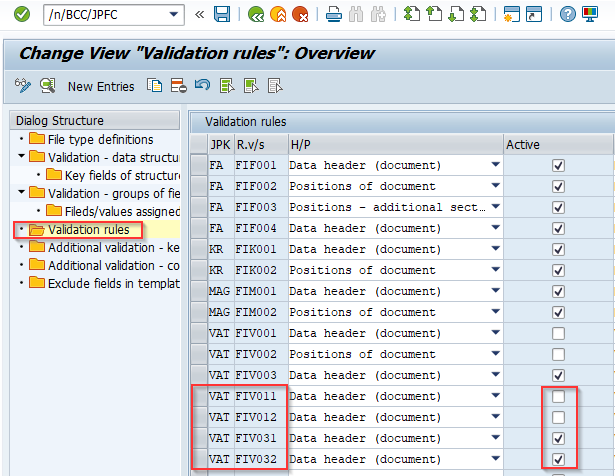 /n/BCC/JPFC
Change View "Validation rules": Overview
New Entries
Dialog Structure
File type definitions
Validation - data structu
Key fields of structure
Validation - groups of fie
Fileds/values assigned
Validation rules
Additional validation - ke
Additional validation - co
Exclude fields in templat
Validation rules
JPK R.v/s H/P Active
FA FIF001 Data header (document)
FA FIF002 Positions of document
FA FIF003 Positions - additional sect…
FA FIF004 Data header (document)
KR FIK001 Data header (document)
KR FIK002 Positions of document
MAG FIM001 Data header (document)
MAG FIM002 Positions of document
VAT FIV001 Data header (document)
VAT FIV002 Positions of document
VAT FIV003 Data header (document)
VAT FIV011 Data header (document)
VAT FIV012 Data header (document)
VAT FIV031 Data header (document)
VAT FIV032 Data header (document)